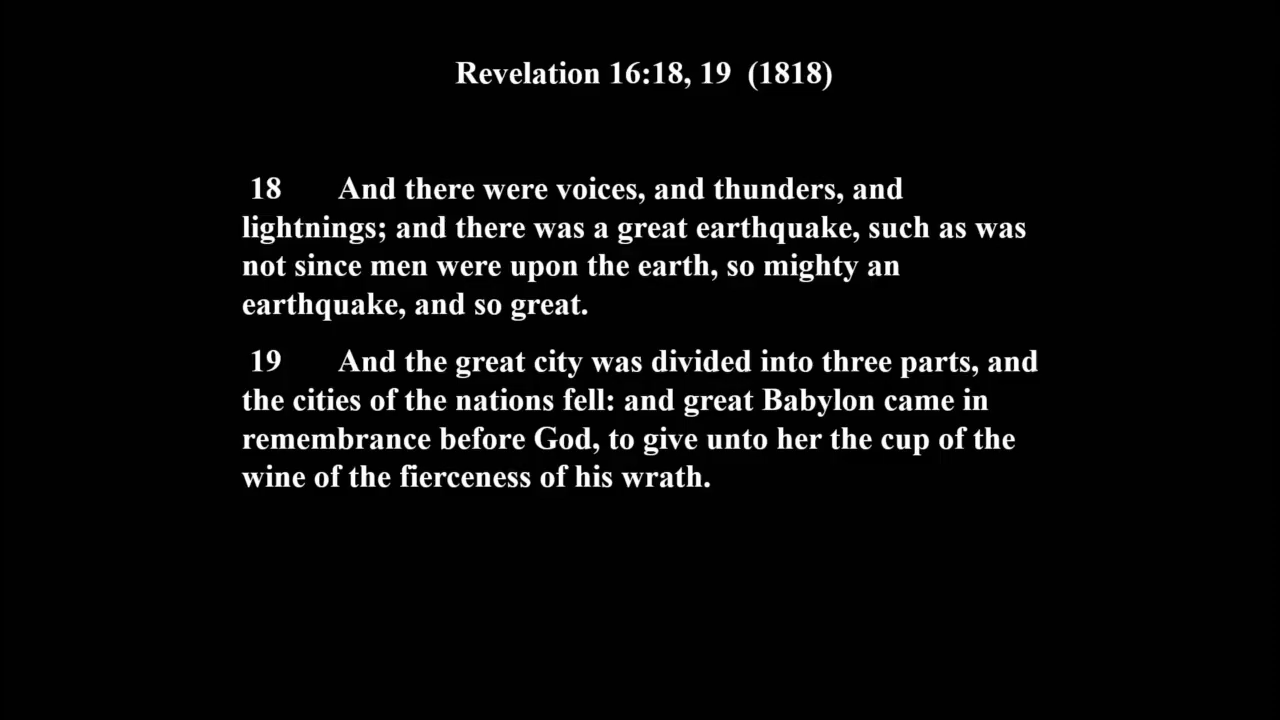 Revelation 16:18, 19 (1818)
18 And there were voices, and thunders, and
lightnings; and there was a great earthquake, such as was
not since men were upon the earth, so mighty an
earthquake, and so great.
19 And the great city was divided into three parts, and
the cities of the nations fell: and great Babylon came in
remembrance before God, to give unto her the cup of the
wine of the fierceness of his wrath.